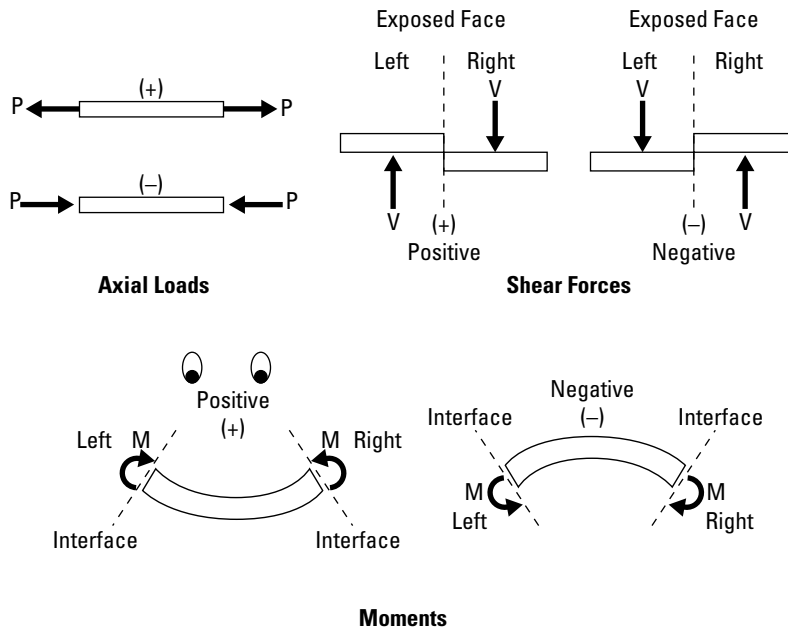 (+)
P P
(–)
P P
Axial Loads
Exposed Face
Left Right
V
V
(+)
Positive
Exposed Face
Left Right
V
V
(–)
Negative
Shear Forces
Positive
(+)
Left M M Right
Interface Interface
Negative
(–)
Interface Interface
M M
Left Right
Moments